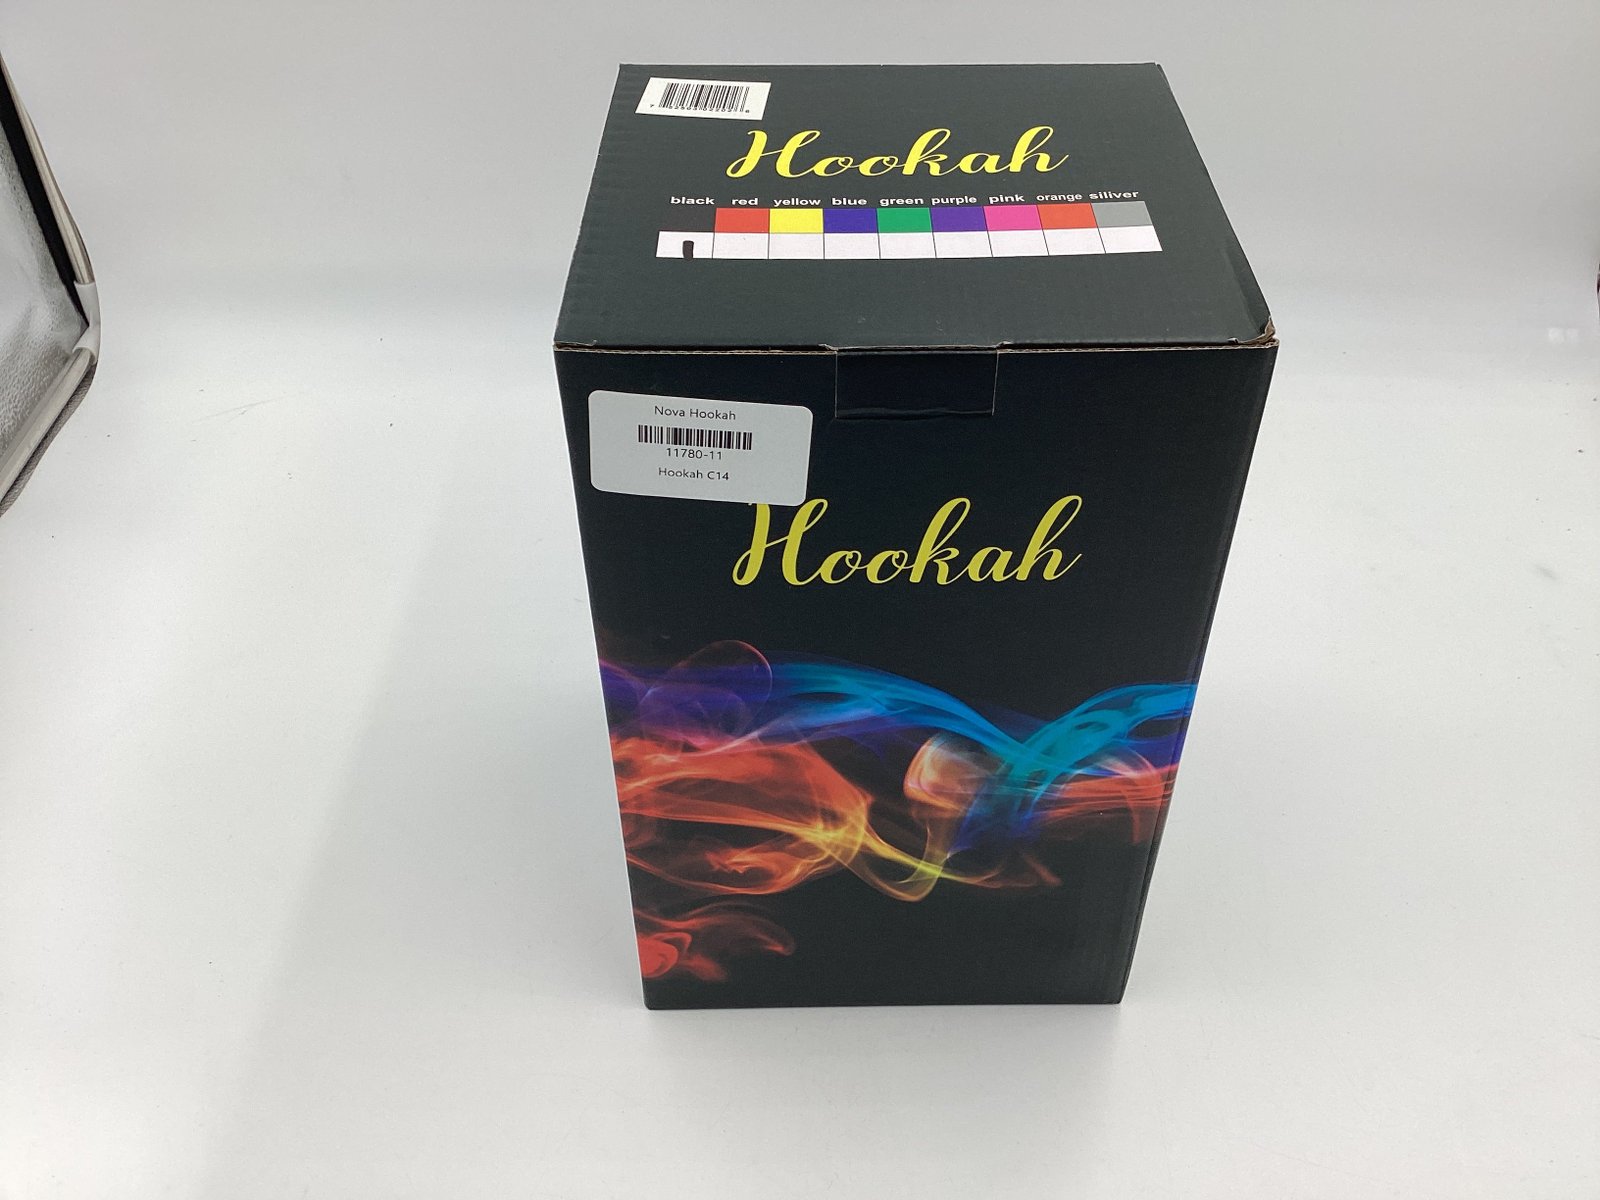 Hookah
black red yellow blue green purple pink orange siliver
Nova Hookah
11780-11
Hookah C14
Hookah